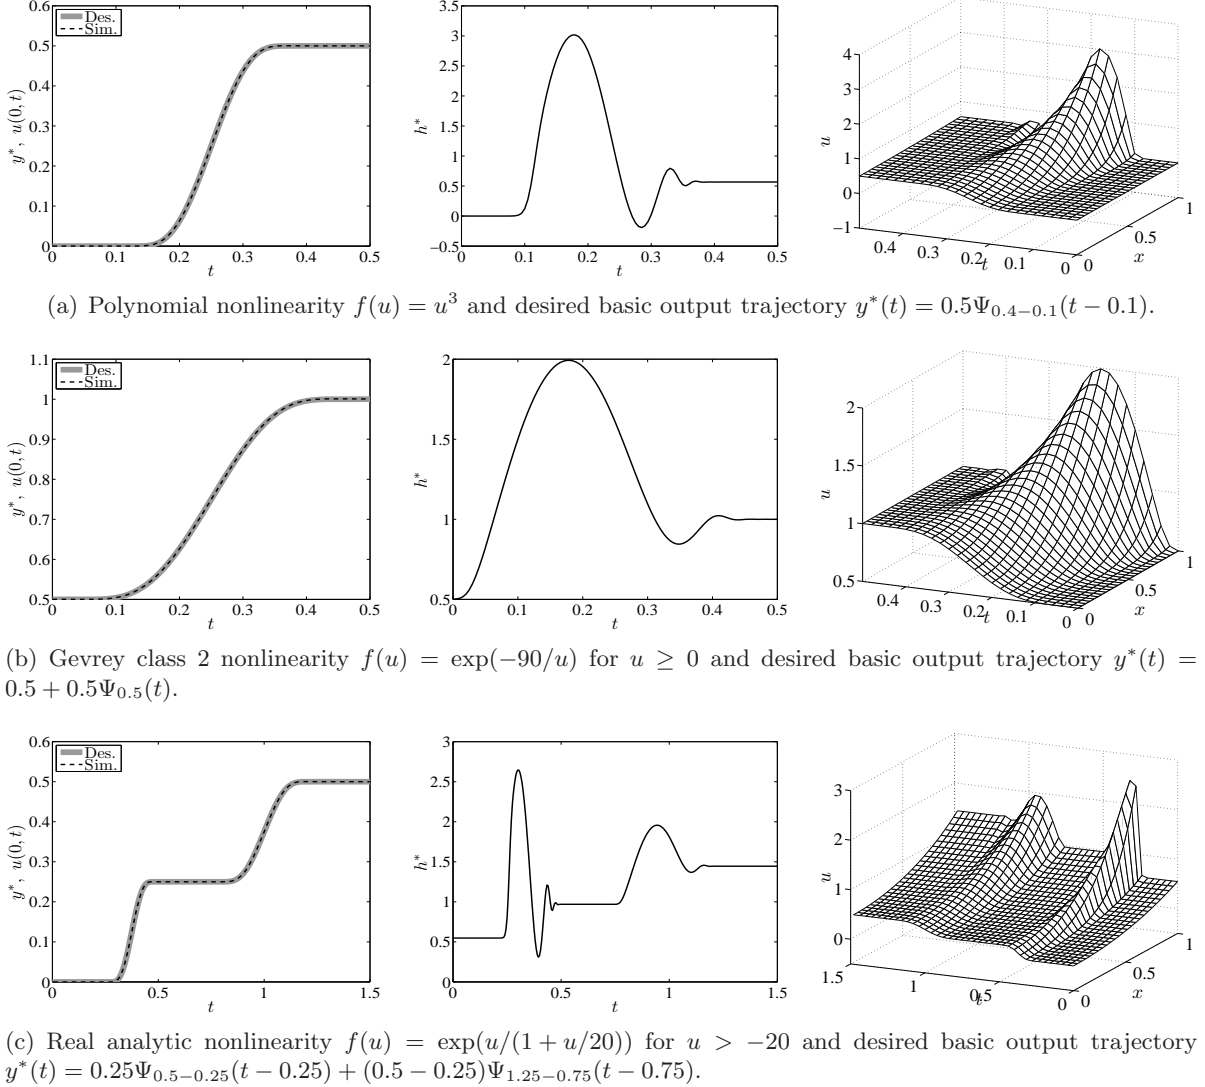 0.6
0.5
0.4
0.3
0.2
0.1
0
y*, u(0, t)
Des.
Sim.
0 0.1 0.2 0.3 0.4 0.5
t
3.5
3
2.5
2
1.5
1
0.5
0
−0.5
h*
0 0.1 0.2 0.3 0.4 0.5
t
4
3
2
1
0
−1
u
0.4 0.3 0.2 0.1 0
t
0 0.5 1
x
(a) Polynomial nonlinearity f(u) = u³ and desired basic output trajectory y*(t) = 0.5Ψ₀.₄₋₀.₁(t − 0.1).
1.1
1
0.9
0.8
0.7
0.6
0.5
y*, u(0, t)
Des.
Sim.
0 0.1 0.2 0.3 0.4 0.5
t
2
1.5
1
0.5
h*
0 0.1 0.2 0.3 0.4 0.5
t
2
1.5
1
0.5
u
0.4 0.3 0.2 0.1 0
t
0 0.5 1
x
(b) Gevrey class 2 nonlinearity f(u) = exp(−90/u) for u ≥ 0 and desired basic output trajectory y*(t) =
0.5 + 0.5Ψ₀.₅(t).
0.6
0.5
0.4
0.3
0.2
0.1
0
y*, u(0, t)
Des.
Sim.
0 0.5 1 1.5
t
3
2.5
2
1.5
1
0.5
0
h*
0 0.5 1 1.5
t
3
2
1
0
u
1.5 1 0.5 0
t
0 0.5 1
x
(c) Real analytic nonlinearity f(u) = exp(u/(1 + u/20)) for u > −20 and desired basic output trajectory
y*(t) = 0.25Ψ₀.₅₋₀.₂₅(t − 0.25) + (0.5 − 0.25)Ψ₁.₂₅₋₀.₇₅(t − 0.75).